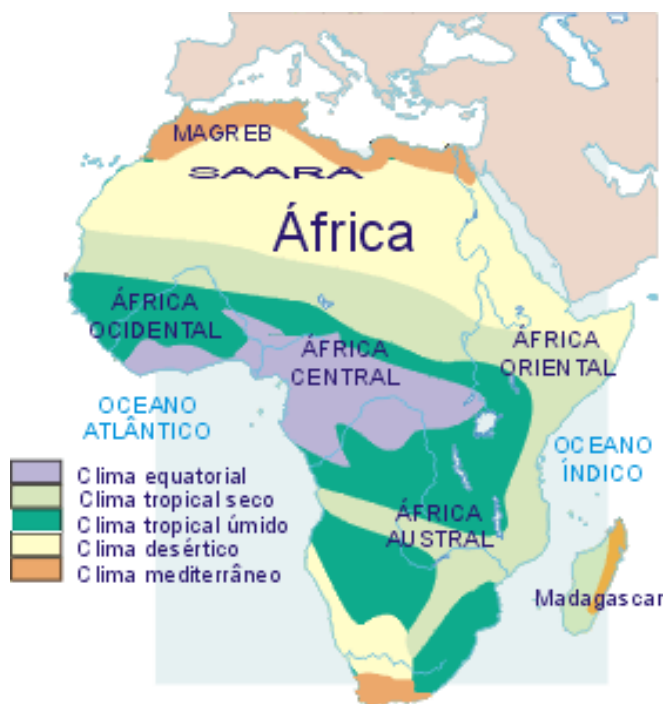 MAGREB
SAARA
África
ÁFRICA
OCIDENTAL
ÁFRICA
CENTRAL
ÁFRICA
ORIENTAL
OCEANO
ATLÂNTICO
OCEANO
ÍNDICO
Clima equatorial
Clima tropical seco
Clima tropical úmido
Clima desértico
Clima mediterrâneo
ÁFRICA
AUSTRAL
Madagascar